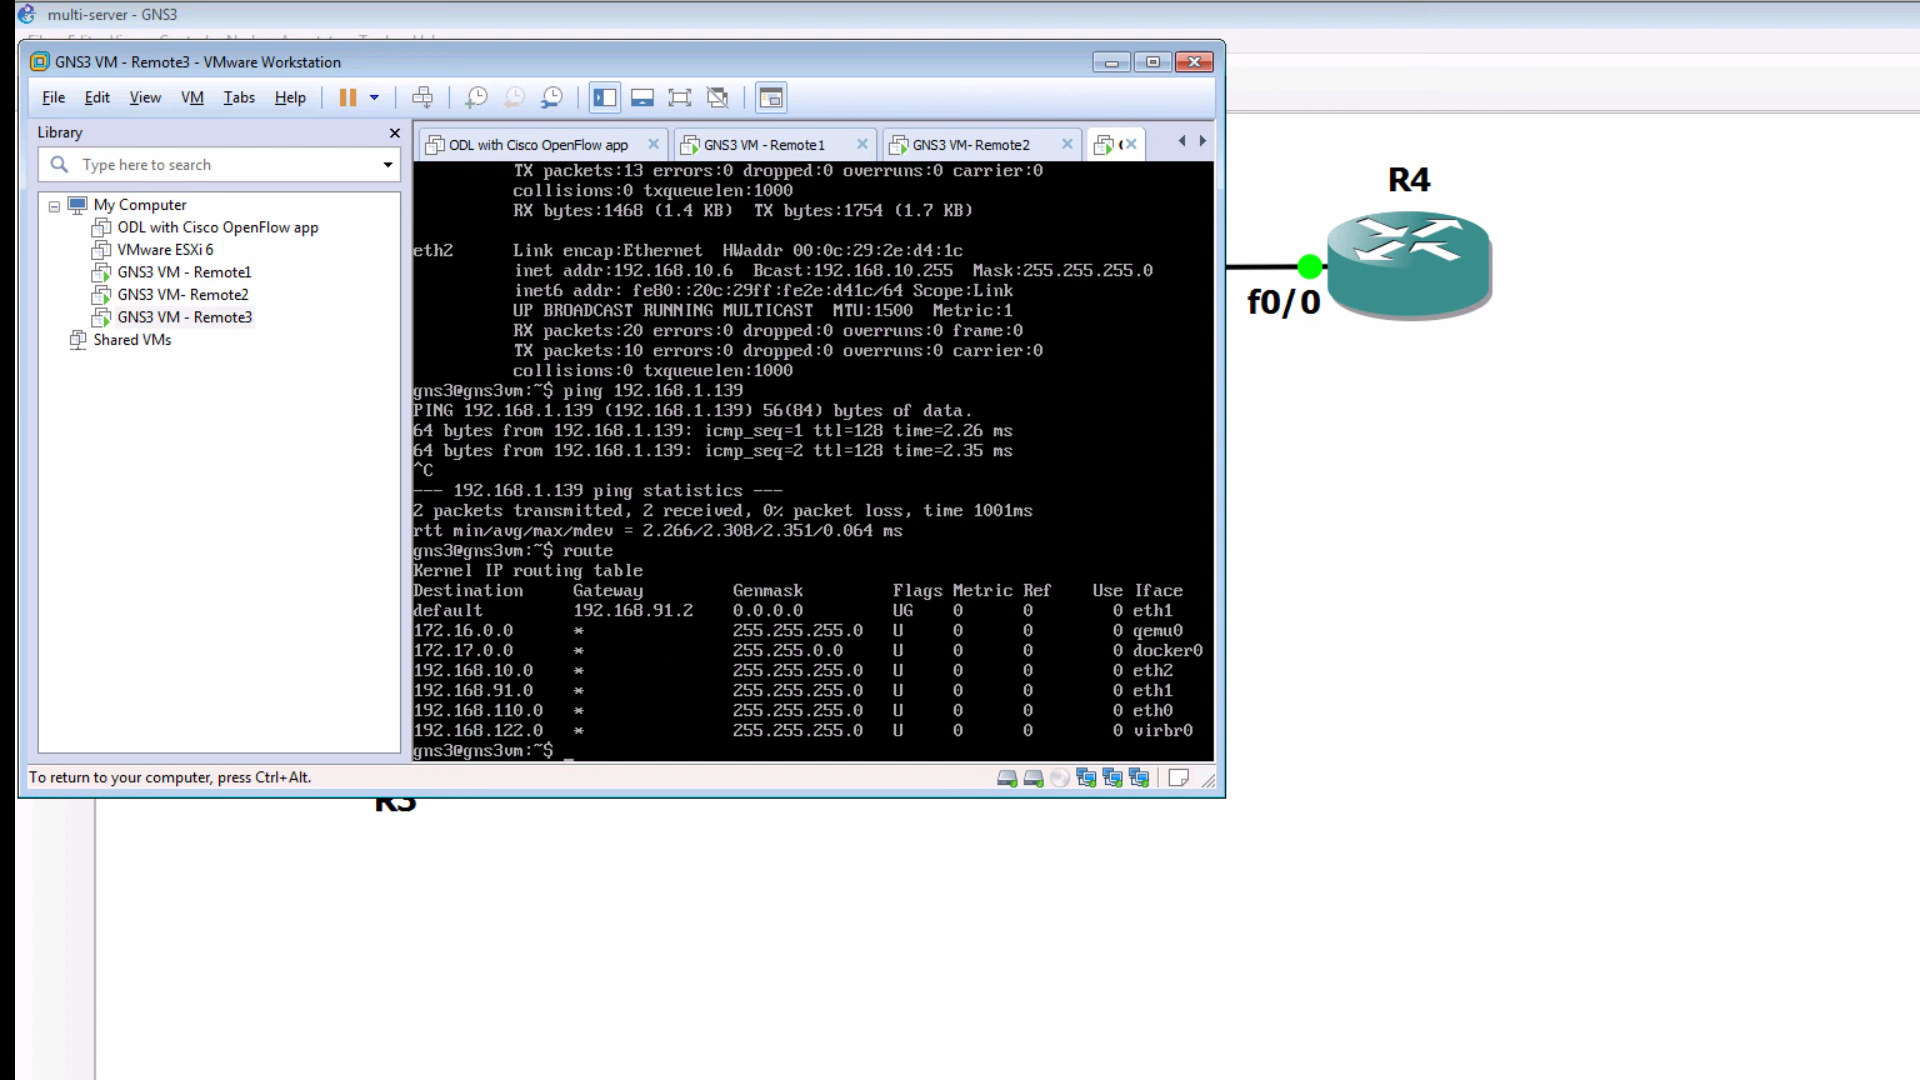 multi-server - GNS3
GNS3 VM - Remote3 - VMware Workstation
File Edit View VM Tabs Help
Library
Type here to search
My Computer
ODL with Cisco OpenFlow app
VMware ESXi 6
GNS3 VM - Remote1
GNS3 VM- Remote2
GNS3 VM - Remote3
Shared VMs
ODL with Cisco OpenFlow app GNS3 VM - Remote1 GNS3 VM- Remote2
TX packets:13 errors:0 dropped:0 overruns:0 carrier:0
collisions:0 txqueuelen:1000
RX bytes:1468 (1.4 KB) TX bytes:1754 (1.7 KB)
eth2 Link encap:Ethernet HWaddr 00:0c:29:2e:d4:1c
inet addr:192.168.10.6 Bcast:192.168.10.255 Mask:255.255.255.0
inet6 addr: fe80::20c:29ff:fe2e:d41c/64 Scope:Link
UP BROADCAST RUNNING MULTICAST MTU:1500 Metric:1
RX packets:20 errors:0 dropped:0 overruns:0 frame:0
TX packets:10 errors:0 dropped:0 overruns:0 carrier:0
collisions:0 txqueuelen:1000
gns3@gns3vm:~$ ping 192.168.1.139
PING 192.168.1.139 (192.168.1.139) 56(84) bytes of data.
64 bytes from 192.168.1.139: icmp_seq=1 ttl=128 time=2.26 ms
64 bytes from 192.168.1.139: icmp_seq=2 ttl=128 time=2.35 ms
^C
--- 192.168.1.139 ping statistics ---
2 packets transmitted, 2 received, 0% packet loss, time 1001ms
rtt min/avg/max/mdev = 2.266/2.308/2.351/0.064 ms
gns3@gns3vm:~$ route
Kernel IP routing table
Destination Gateway Genmask Flags Metric Ref Use Iface
default 192.168.91.2 0.0.0.0 UG 0 0 0 eth1
172.16.0.0 * 255.255.255.0 U 0 0 0 qemu0
172.17.0.0 * 255.255.0.0 U 0 0 0 docker0
192.168.10.0 * 255.255.255.0 U 0 0 0 eth2
192.168.91.0 * 255.255.255.0 U 0 0 0 eth1
192.168.110.0 * 255.255.255.0 U 0 0 0 eth0
192.168.122.0 * 255.255.255.0 U 0 0 0 virbr0
gns3@gns3vm:~$ _
To return to your computer, press Ctrl+Alt.
R4
f0/0